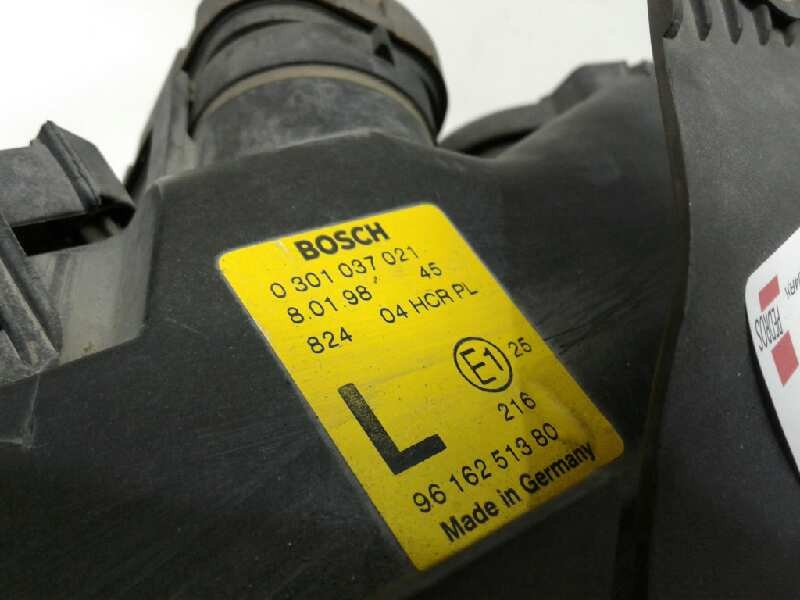 BOSCH
0 301 037 021
8.01.98 45
824 04 HCR PL
E1 25
216
L
96 162 513 80
Made in Germany
PEDROS